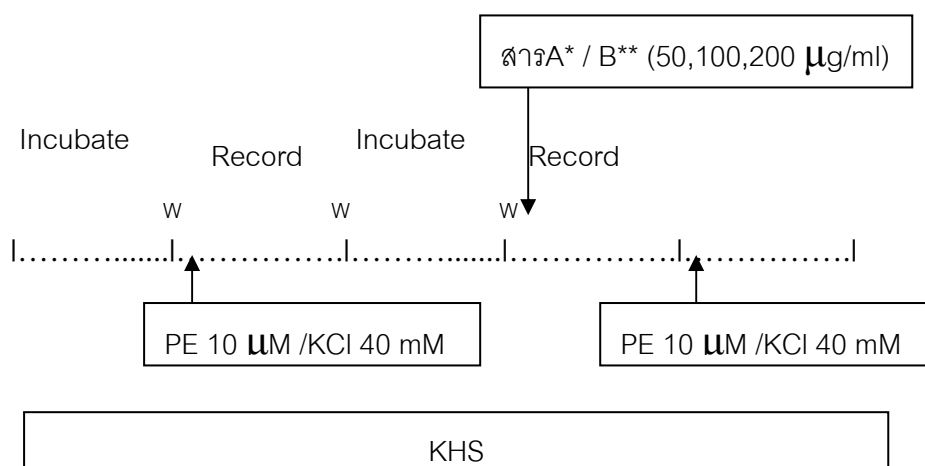 สารA* / B** (50,100,200 μg/ml)
Incubate Record Incubate Record
W W W
|................|.................|................|.................|................|
PE 10 μM /KCl 40 mM PE 10 μM /KCl 40 mM
KHS